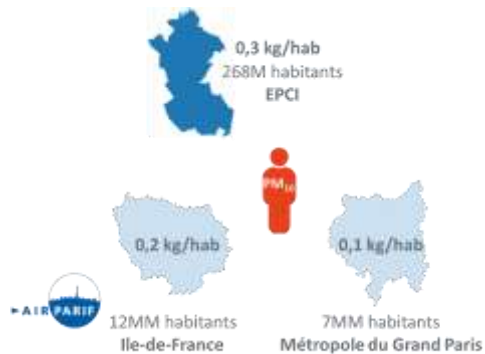 0,3 kg/hab
268M habitants
EPCI
PM₁₀
0,2 kg/hab
0,1 kg/hab
AIRPARIF
12MM habitants
Ile-de-France
7MM habitants
Métropole du Grand Paris